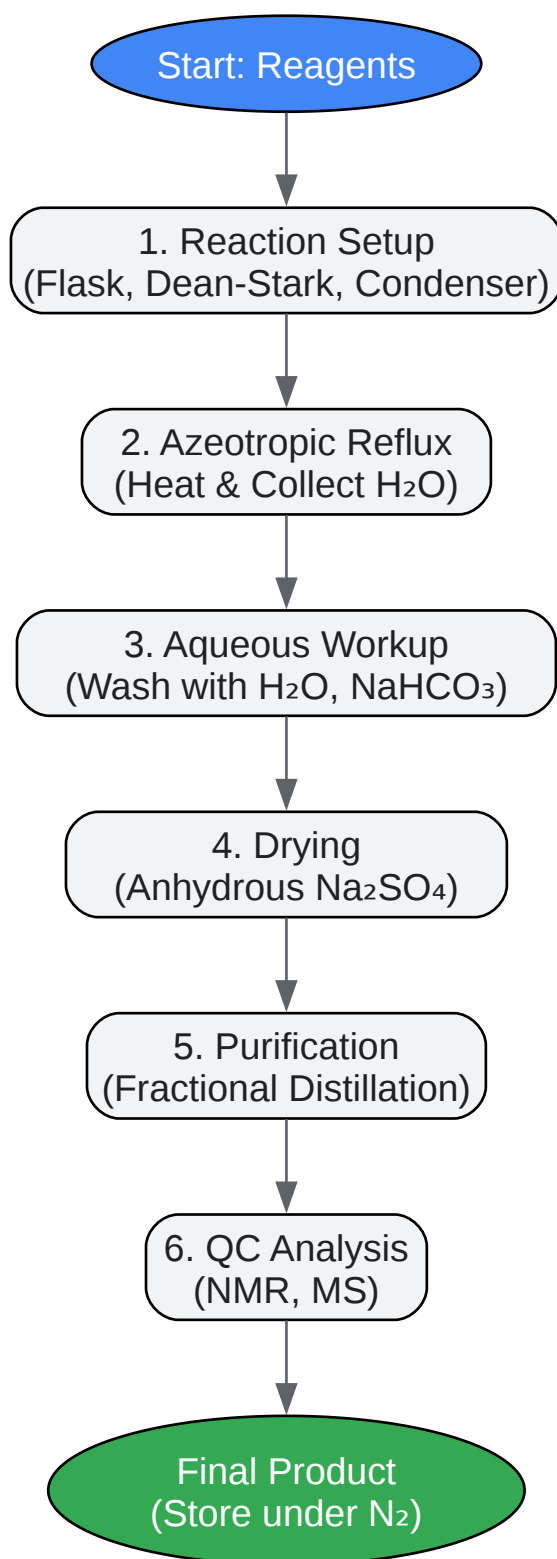 Start: Reagents
1. Reaction Setup
(Flask, Dean-Stark, Condenser)
2. Azeotropic Reflux
(Heat & Collect H₂O)
3. Aqueous Workup
(Wash with H₂O, NaHCO₃)
4. Drying
(Anhydrous Na₂SO₄)
5. Purification
(Fractional Distillation)
6. QC Analysis
(NMR, MS)
Final Product
(Store under N₂)